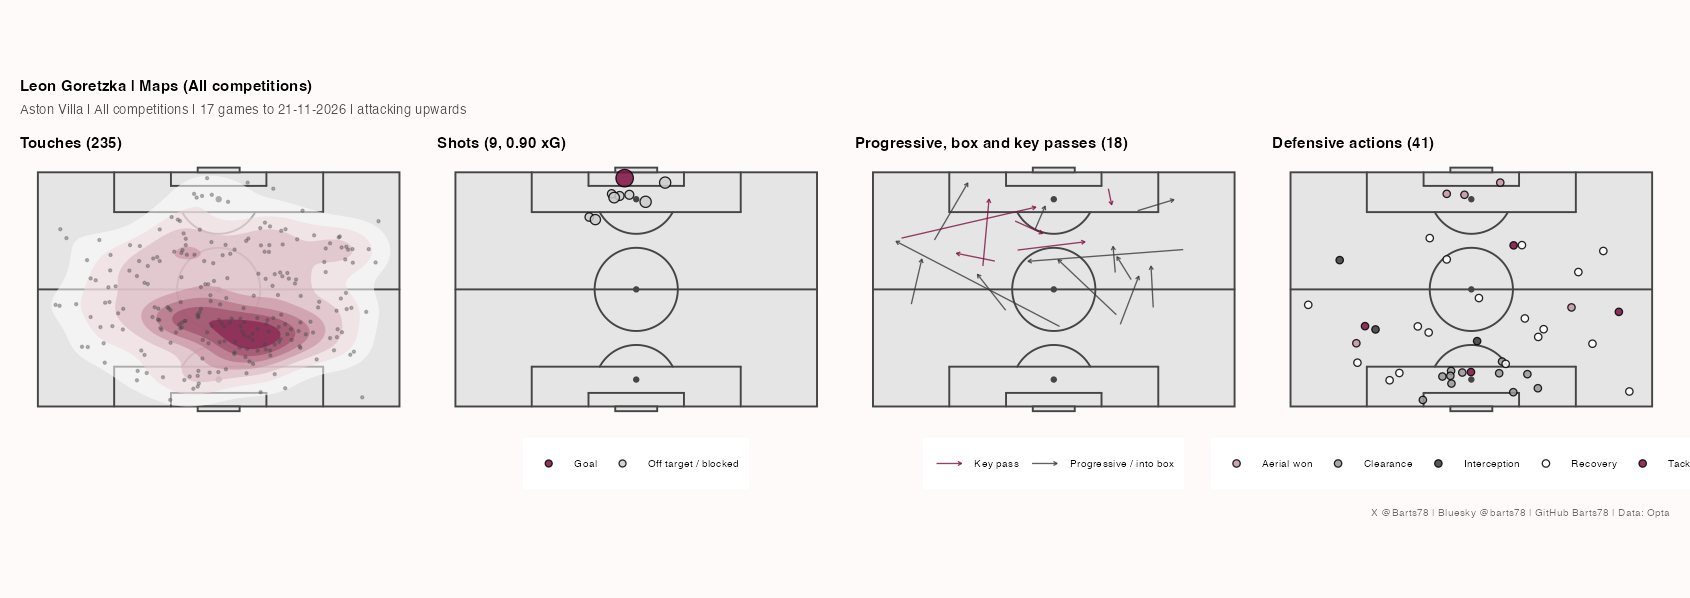 Leon Goretzka | Maps (All competitions)
Aston Villa | All competitions | 17 games to 21-11-2026 | attacking upwards
Touches (235)
Shots (9, 0.90 xG)
Progressive, box and key passes (18)
Defensive actions (41)
Goal
Off target / blocked
Key pass
Progressive / into box
Aerial won
Clearance
Interception
Recovery
Tack
X @Barts78 | Bluesky @barts78 | GitHub Barts78 | Data: Opta